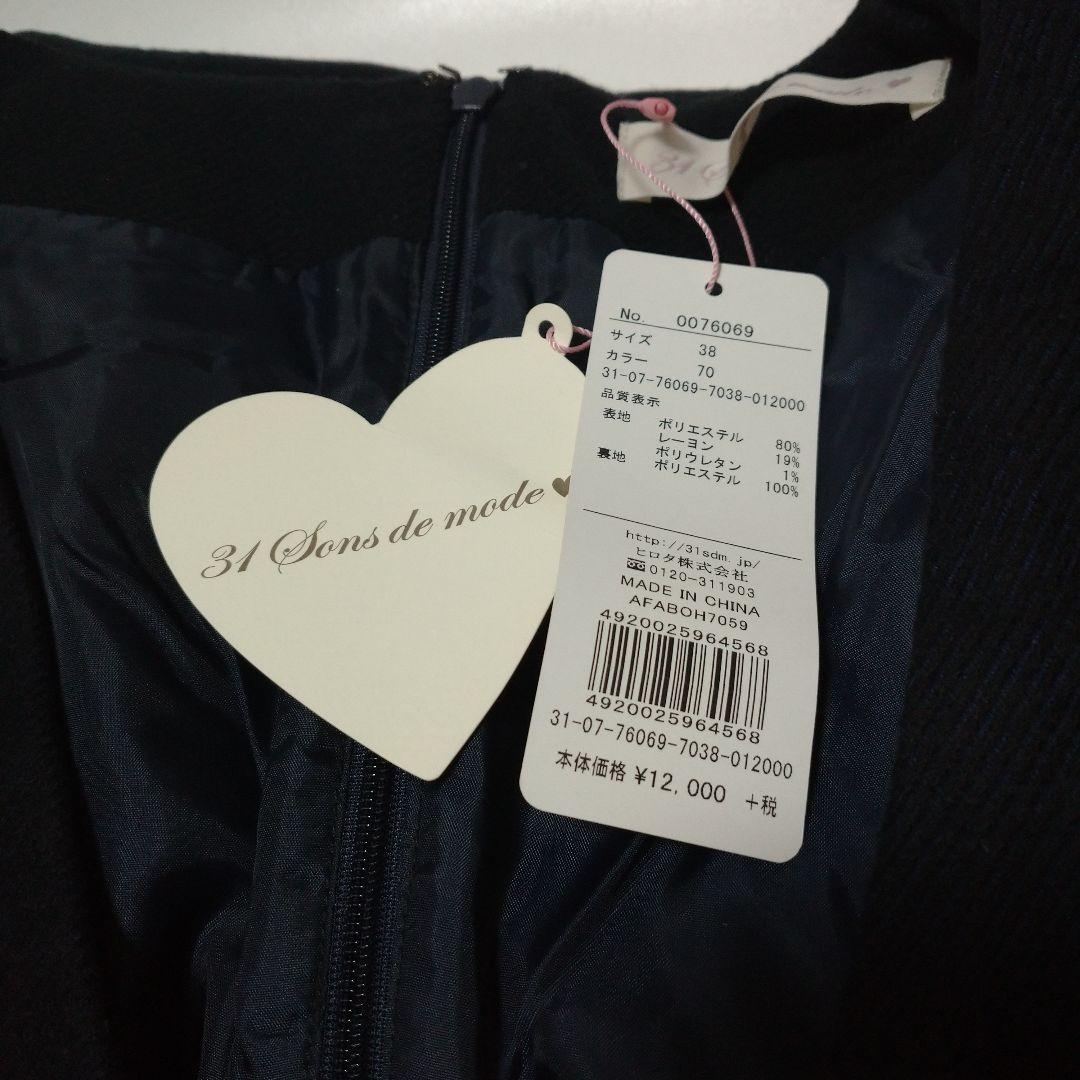 31 S
31 Sons de mode♥
No. 0076069
サイズ 38
カラー 70
31-07-76069-7038-012000
品質表示
表地 ポリエステル 80%
レーヨン 19%
ポリウレタン 1%
裏地 ポリエステル 100%
http://31sdm.jp/
ヒロタ株式会社
0120-311903
MADE IN CHINA
AFABOH7059
4920025964568
4920025964568
31-07-76069-7038-012000
本体価格 ¥12,000 +税